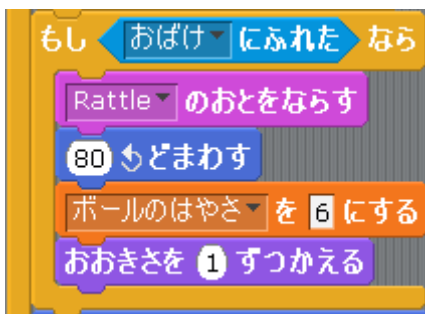 もし おばけ にふれた なら
Rattle のおとをならす
80 どまわす
ボールのはやさ を 6 にする
おおきさを 1 ずつかえる